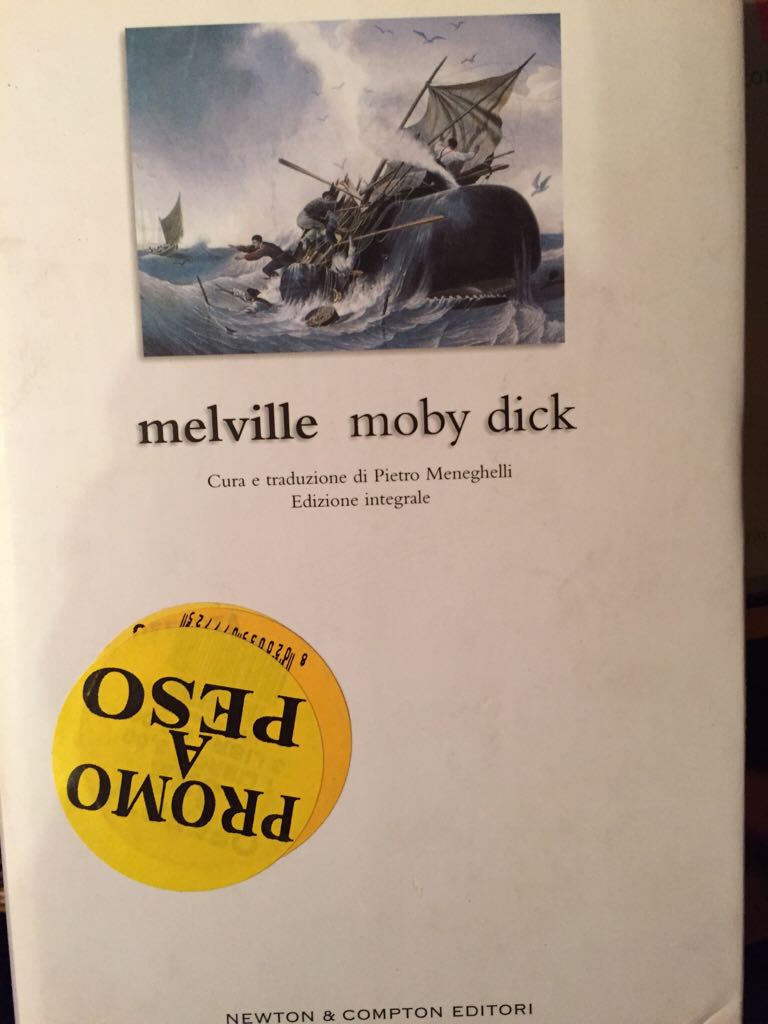 melville moby dick
Cura e traduzione di Pietro Meneghelli
Edizione integrale
PROMO
A
PESO
NEWTON & COMPTON EDITORI